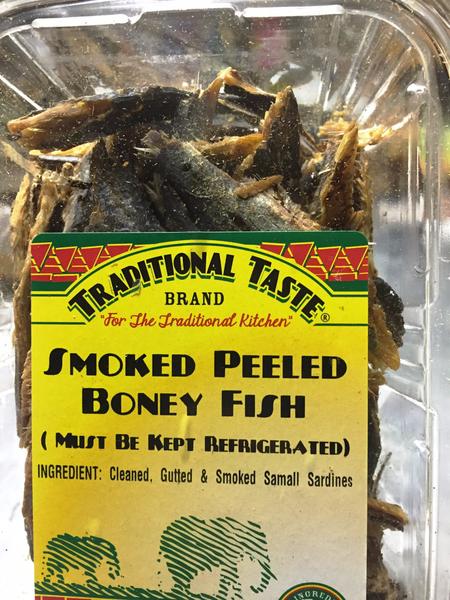 TRADITIONAL TASTE®
BRAND
"For The Traditional Kitchen"
SMOKED PEELED
BONEY FISH
( MUST BE KEPT REFRIGERATED)
INGREDIENT: Cleaned, Gutted & Smoked Samall Sardines